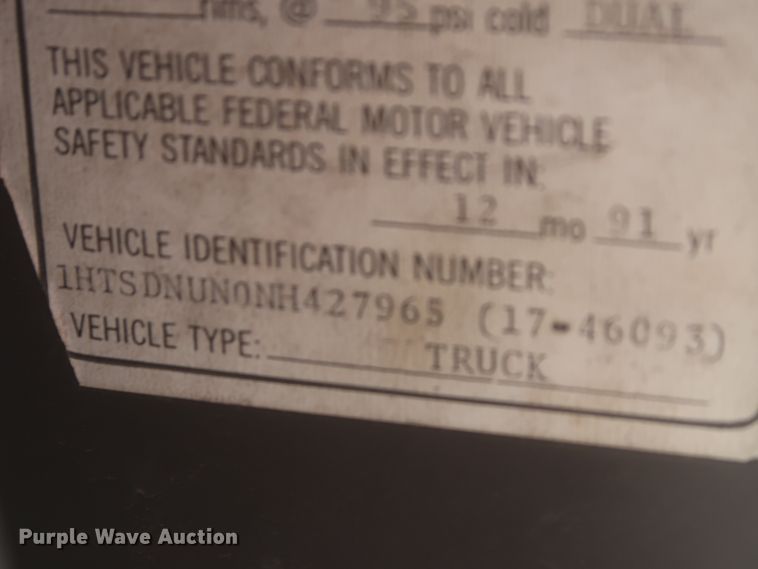 rims, @ 95 psi cold DUAL
THIS VEHICLE CONFORMS TO ALL
APPLICABLE FEDERAL MOTOR VEHICLE
SAFETY STANDARDS IN EFFECT IN:
12 mo 91 yr
VEHICLE IDENTIFICATION NUMBER:
1HTSDNUN0NH427965 (17-46093)
VEHICLE TYPE: TRUCK
Purple Wave Auction